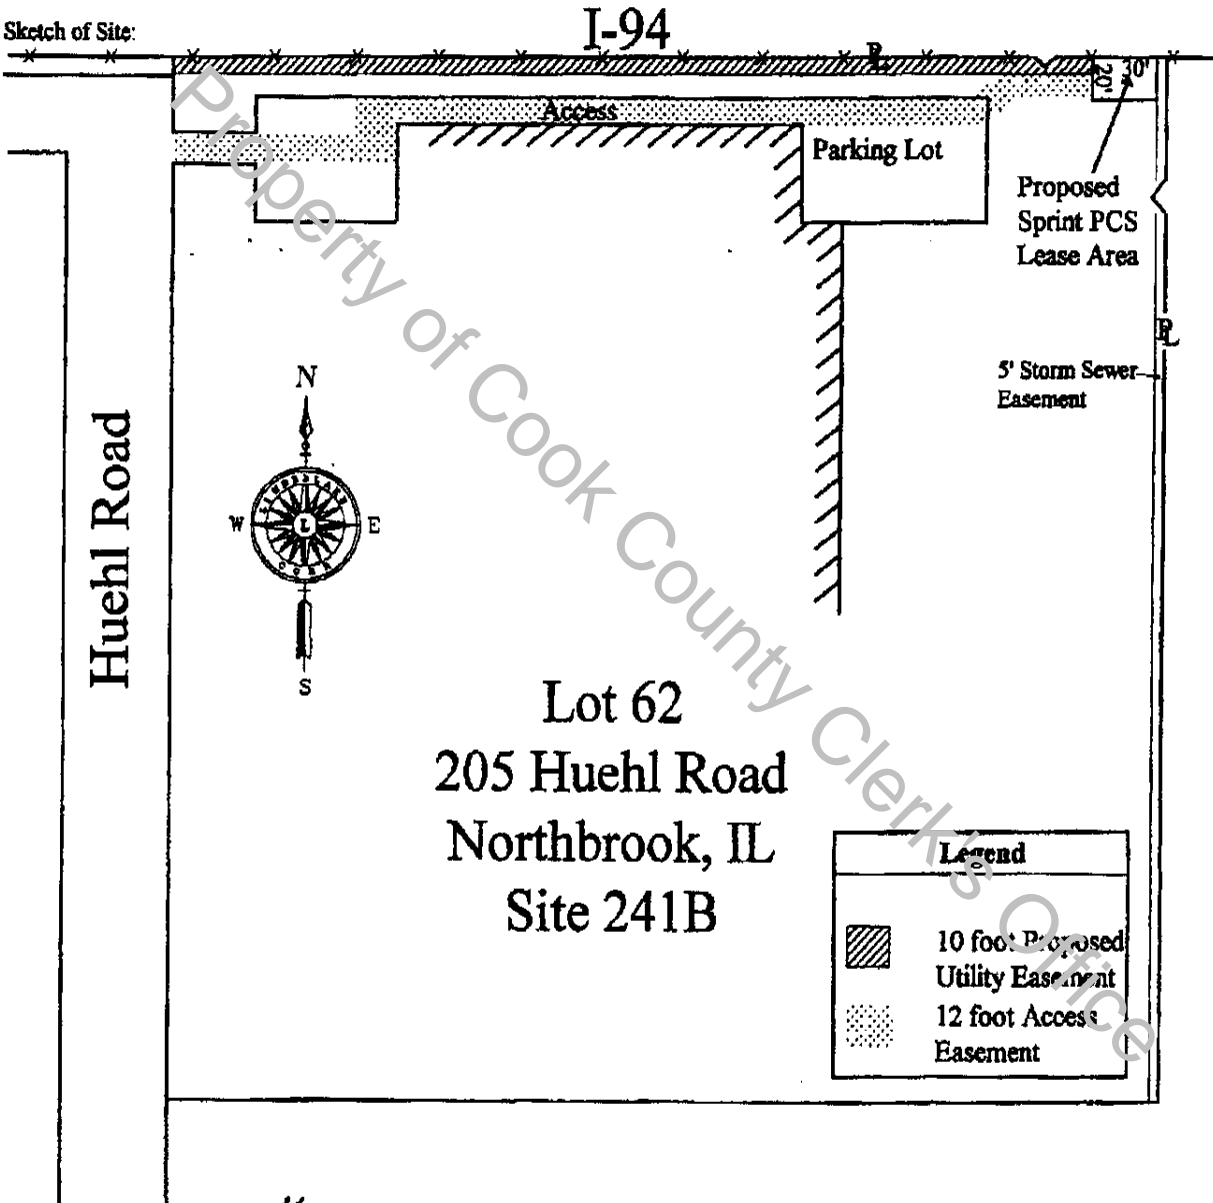 Sketch of Site:
I-94
PL
20'
30'
Access
Parking Lot
Proposed
Sprint PCS
Lease Area
PL
5' Storm Sewer
Easement
N
W
L
E
S
Huehl Road
Lot 62
205 Huehl Road
Northbrook, IL
Site 241B
Legend
10 foot Proposed
Utility Easement
12 foot Access
Easement
Property of Cook County Clerk's Office